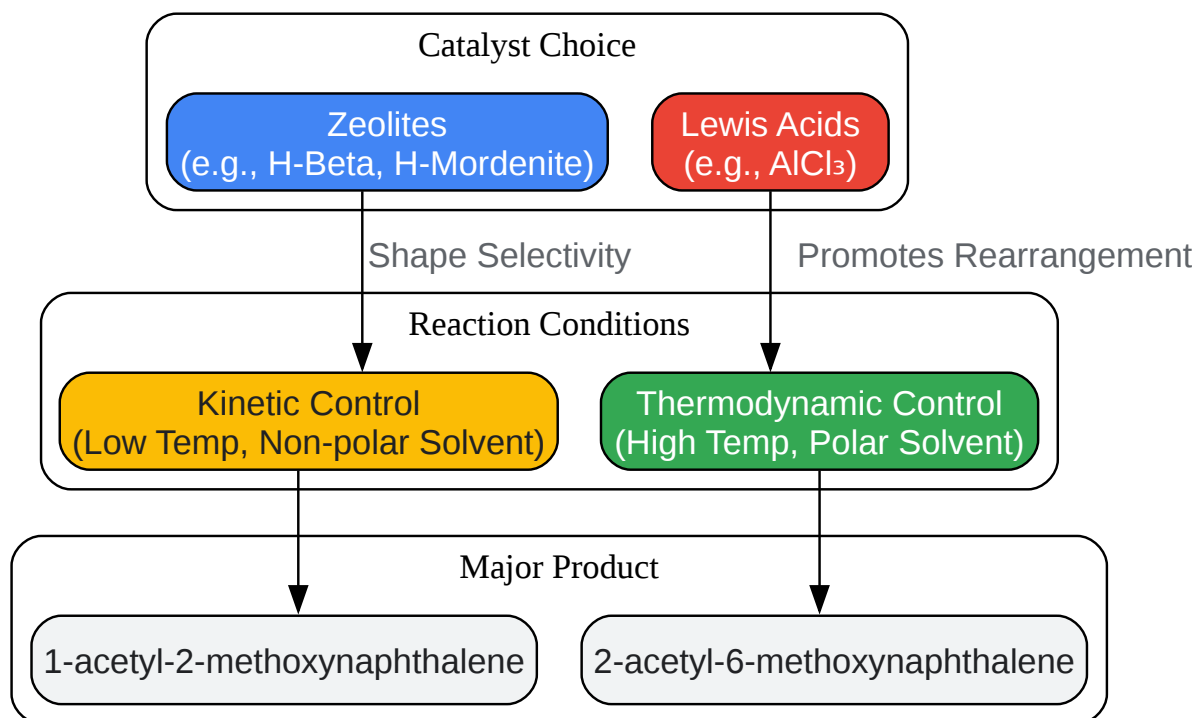 Catalyst Choice
Zeolites
(e.g., H-Beta, H-Mordenite)
Lewis Acids
(e.g., AlCl₃)
Shape Selectivity
Promotes Rearrangement
Reaction Conditions
Kinetic Control
(Low Temp, Non-polar Solvent)
Thermodynamic Control
(High Temp, Polar Solvent)
Major Product
1-acetyl-2-methoxynaphthalene
2-acetyl-6-methoxynaphthalene